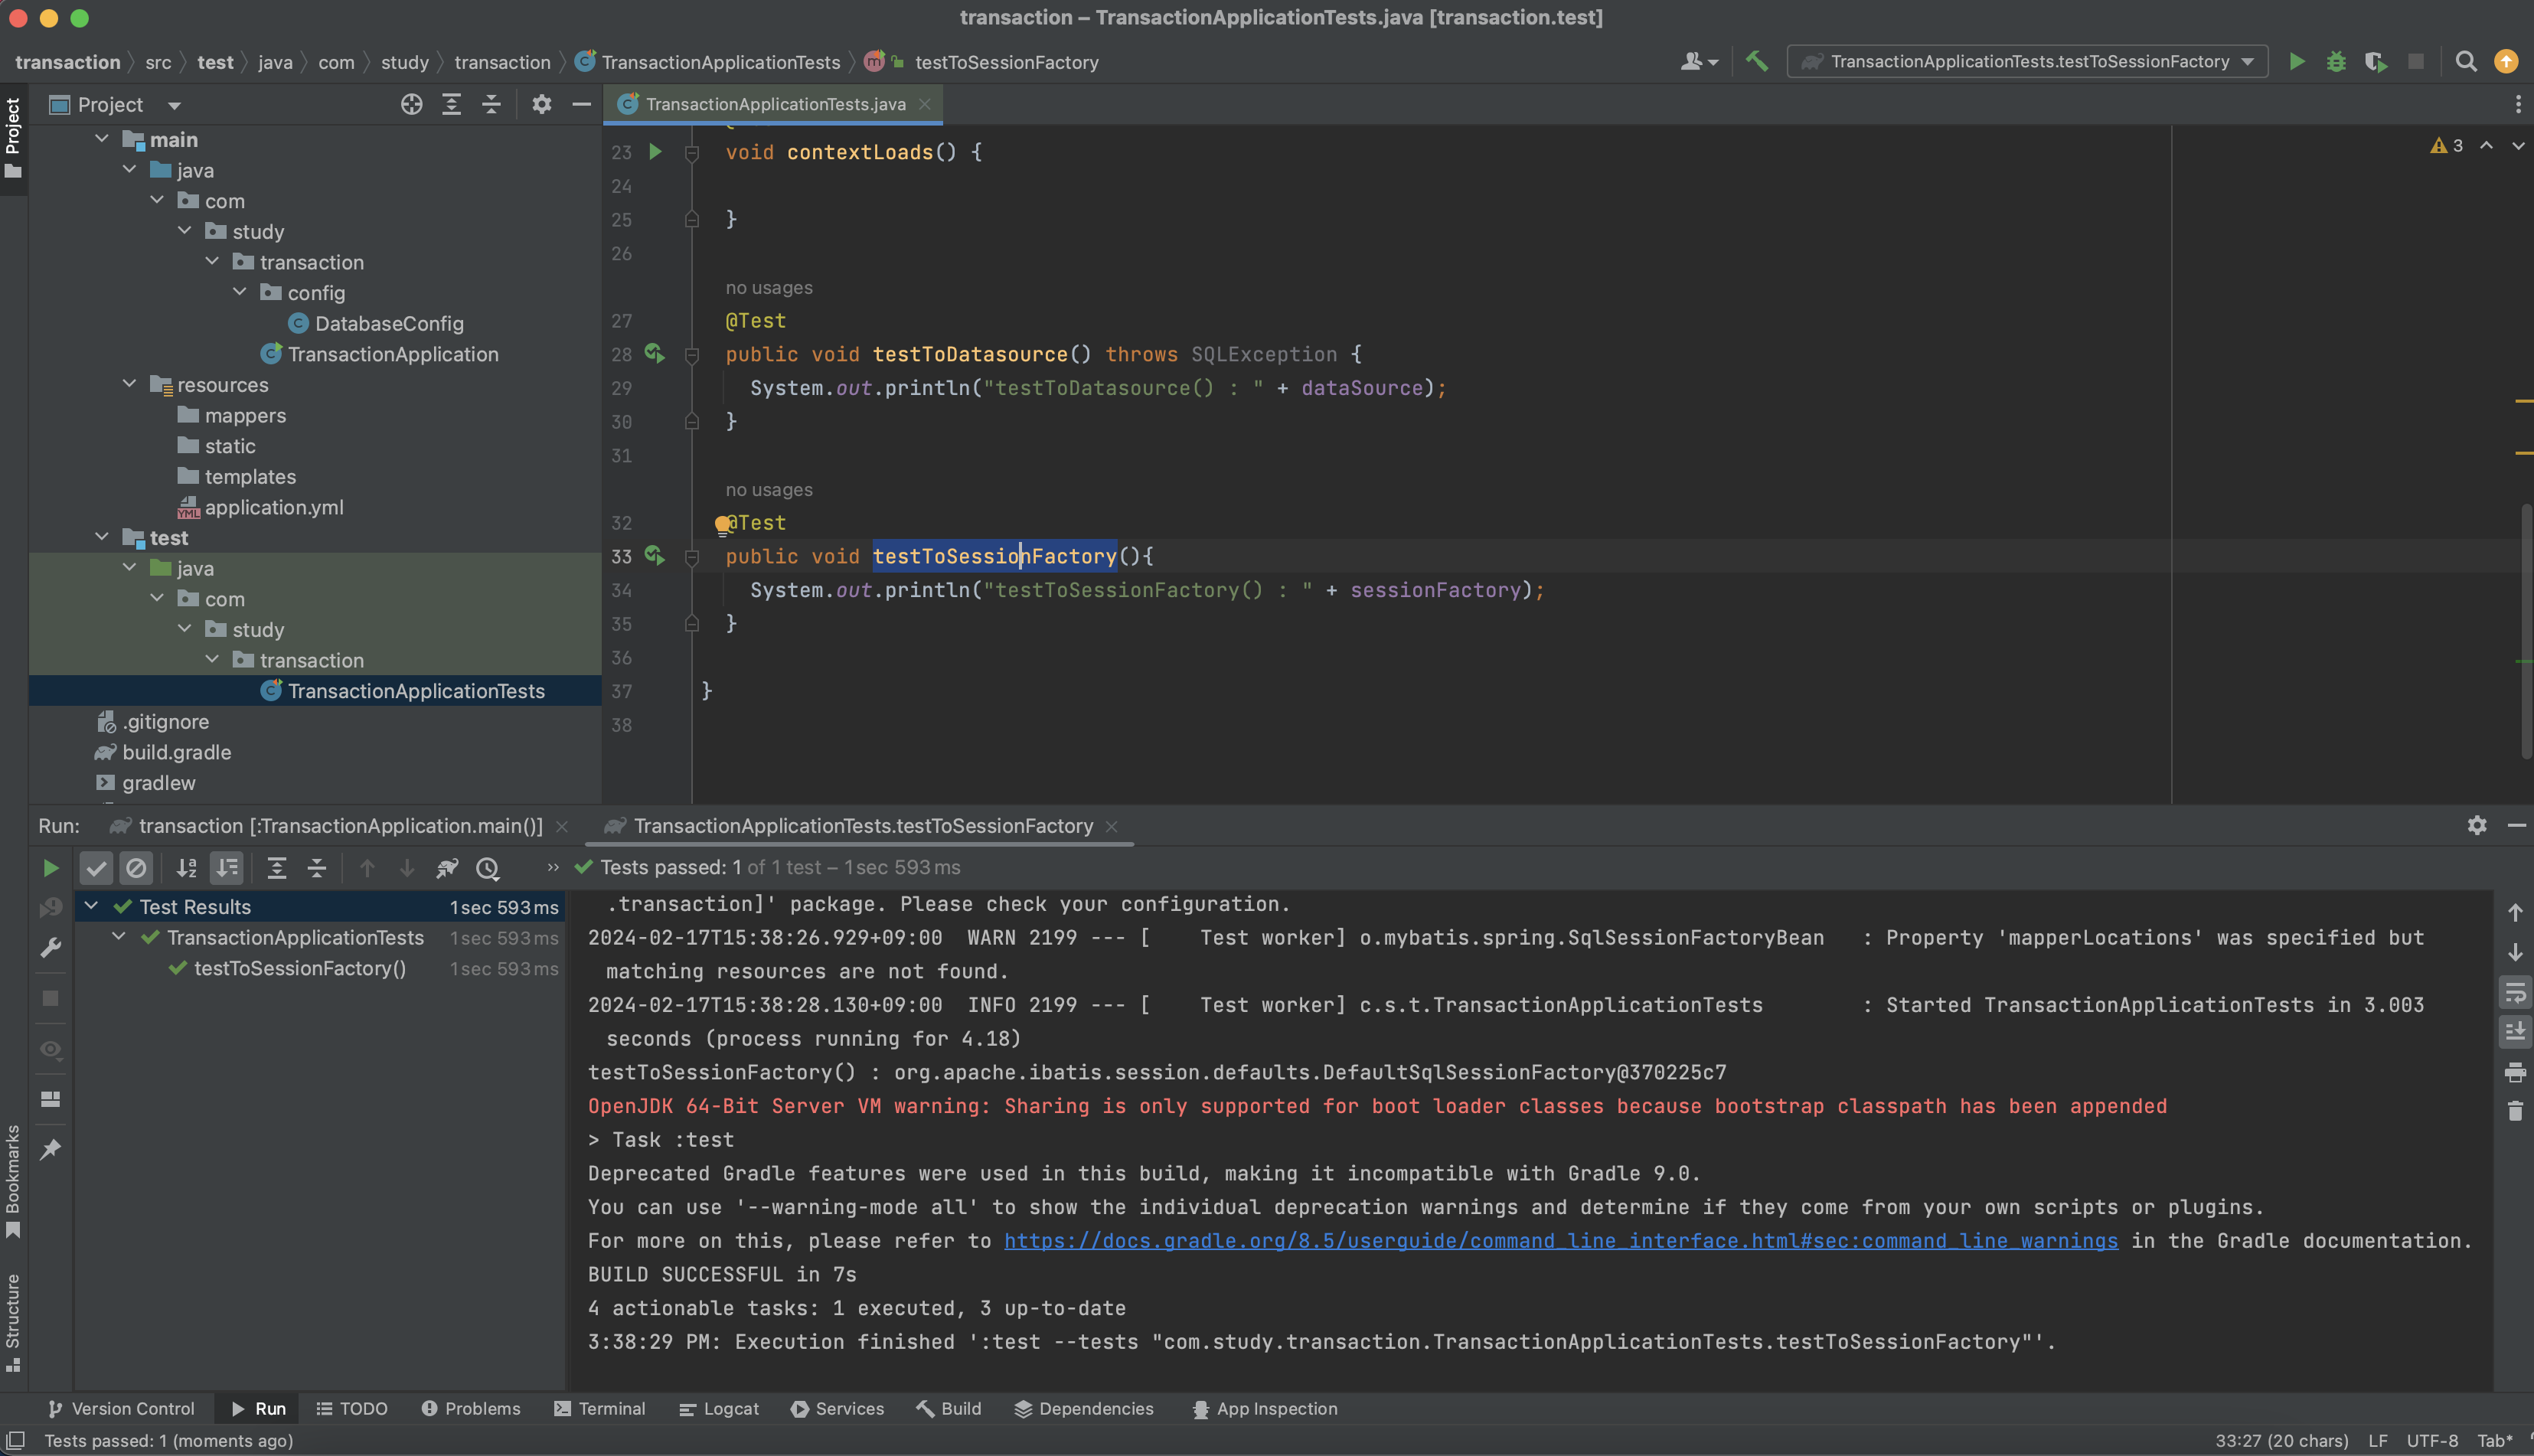 transaction – TransactionApplicationTests.java [transaction.test]
transaction src test java com study transaction TransactionApplicationTests testToSessionFactory
TransactionApplicationTests.testToSessionFactory
Project
Project
TransactionApplicationTests.java
main
java
com
study
transaction
config
DatabaseConfig
TransactionApplication
resources
mappers
static
templates
application.yml
test
java
com
study
transaction
TransactionApplicationTests
.gitignore
build.gradle
gradlew
3
23 void contextLoads() {
24
25 }
26
no usages
27 @Test
28 public void testToDatasource() throws SQLException {
29 System.out.println("testToDatasource() : " + dataSource);
30 }
31
no usages
32 @Test
33 public void testToSessionFactory(){
34 System.out.println("testToSessionFactory() : " + sessionFactory);
35 }
36
37 }
38
Run: transaction [:TransactionApplication.main()] TransactionApplicationTests.testToSessionFactory
Tests passed: 1 of 1 test – 1 sec 593 ms
Test Results 1 sec 593 ms
TransactionApplicationTests 1 sec 593 ms
testToSessionFactory() 1 sec 593 ms
.transaction]' package. Please check your configuration.
2024-02-17T15:38:26.929+09:00  WARN 2199 --- [    Test worker] o.mybatis.spring.SqlSessionFactoryBean   : Property 'mapperLocations' was specified but
matching resources are not found.
2024-02-17T15:38:28.130+09:00  INFO 2199 --- [    Test worker] c.s.t.TransactionApplicationTests        : Started TransactionApplicationTests in 3.003
seconds (process running for 4.18)
testToSessionFactory() : org.apache.ibatis.session.defaults.DefaultSqlSessionFactory@370225c7
OpenJDK 64-Bit Server VM warning: Sharing is only supported for boot loader classes because bootstrap classpath has been appended
> Task :test
Deprecated Gradle features were used in this build, making it incompatible with Gradle 9.0.
You can use '--warning-mode all' to show the individual deprecation warnings and determine if they come from your own scripts or plugins.
For more on this, please refer to https://docs.gradle.org/8.5/userguide/command_line_interface.html#sec:command_line_warnings in the Gradle documentation.
BUILD SUCCESSFUL in 7s
4 actionable tasks: 1 executed, 3 up-to-date
3:38:29 PM: Execution finished ':test --tests "com.study.transaction.TransactionApplicationTests.testToSessionFactory"'.
Bookmarks
Structure
Version Control Run TODO Problems Terminal Logcat Services Build Dependencies App Inspection
Tests passed: 1 (moments ago) 33:27 (20 chars) LF UTF-8 Tab*